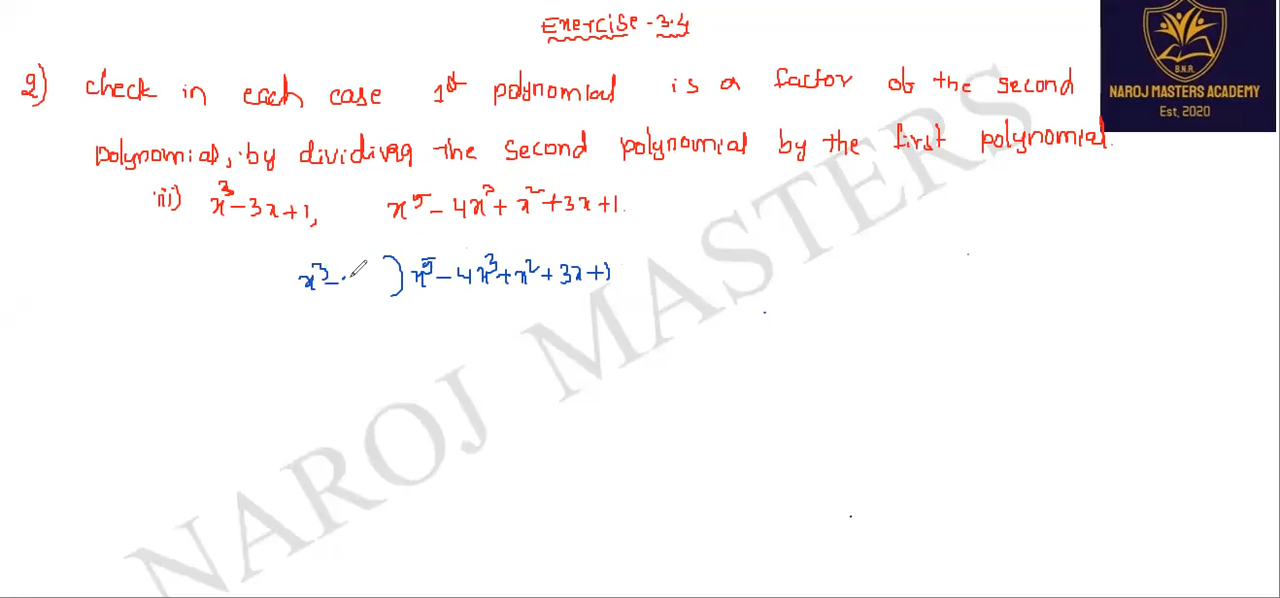 Exercise - 3.4
2) check in each case 1st polynomial is a factor of the second
polynomial, by dividing the second polynomial by the first polynomial.
iii) x³ - 3x + 1, x⁵ - 4x³ + x² + 3x + 1.
x³ - ) x⁵ - 4x³ + x² + 3x + 1
B.N.R.
NAROJ MASTERS ACADEMY
Est, 2020
NAROJ MASTERS